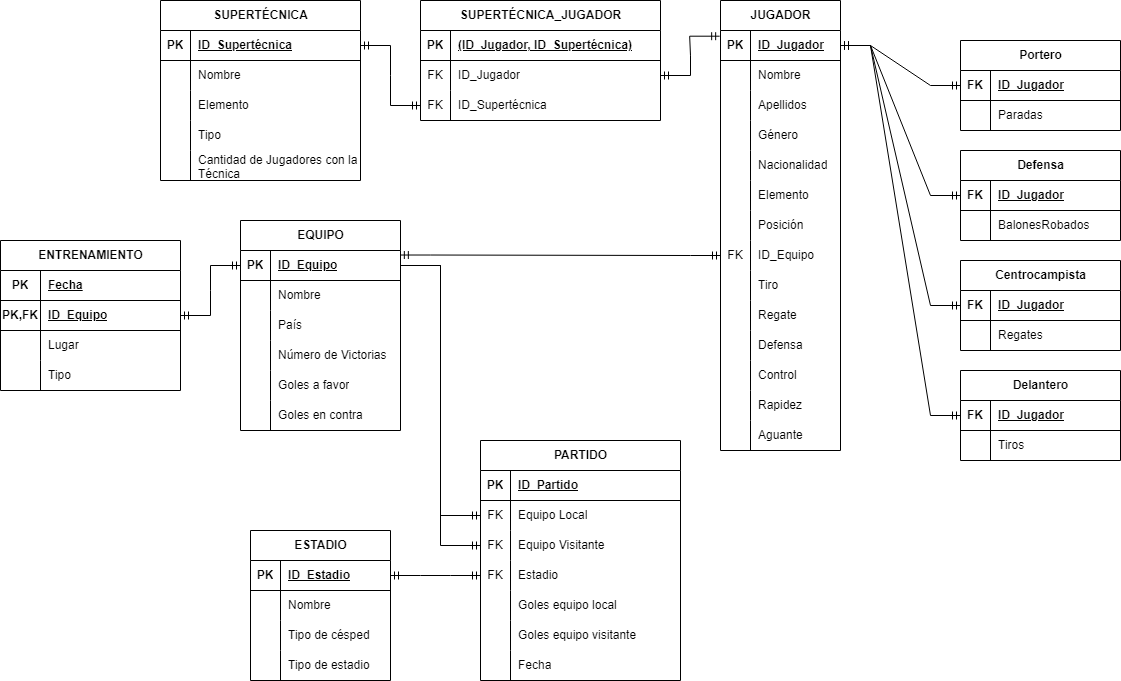 SUPERTÉCNICA
PK ID_Supertécnica
Nombre
Elemento
Tipo
Cantidad de Jugadores con la
Técnica
SUPERTÉCNICA_JUGADOR
PK (ID_Jugador, ID_Supertécnica)
FK ID_Jugador
FK ID_Supertécnica
JUGADOR
PK ID_Jugador
Nombre
Apellidos
Género
Nacionalidad
Elemento
Posición
FK ID_Equipo
Tiro
Regate
Defensa
Control
Rapidez
Aguante
Portero
FK ID_Jugador
Paradas
Defensa
FK ID_Jugador
BalonesRobados
Centrocampista
FK ID_Jugador
Regates
Delantero
FK ID_Jugador
Tiros
ENTRENAMIENTO
PK Fecha
PK,FK ID_Equipo
Lugar
Tipo
EQUIPO
PK ID_Equipo
Nombre
País
Número de Victorias
Goles a favor
Goles en contra
PARTIDO
PK ID_Partido
FK Equipo Local
FK Equipo Visitante
FK Estadio
Goles equipo local
Goles equipo visitante
Fecha
ESTADIO
PK ID_Estadio
Nombre
Tipo de césped
Tipo de estadio